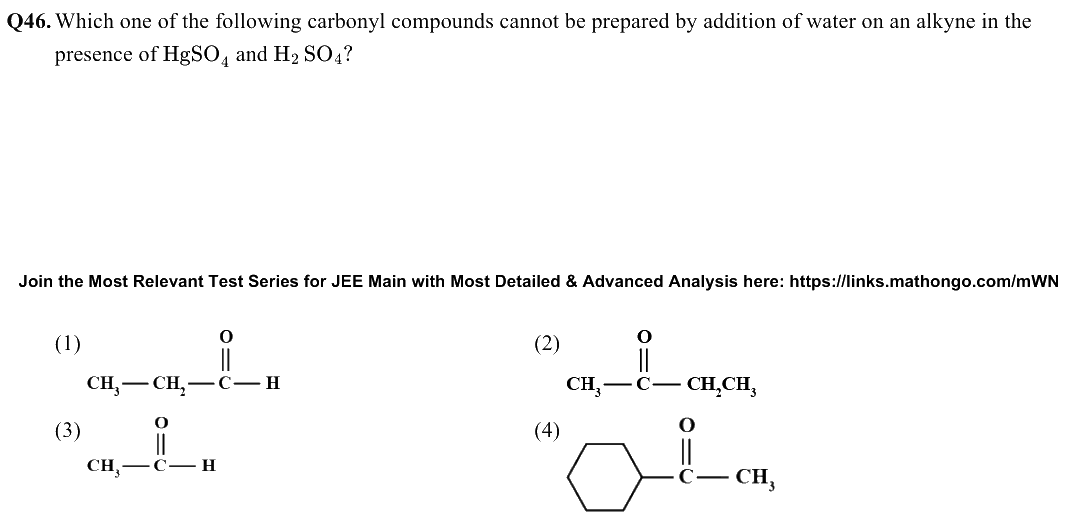 Q46. Which one of the following carbonyl compounds cannot be prepared by addition of water on an alkyne in the
presence of HgSO₄ and H₂ SO₄?
Join the Most Relevant Test Series for JEE Main with Most Detailed & Advanced Analysis here: https://links.mathongo.com/mWN
(1)
O
||
CH₃—CH₂—C—H
(2)
O
||
CH₃—C—CH₂CH₃
(3)
O
||
CH₃—C—H
(4)
O
||
C—CH₃